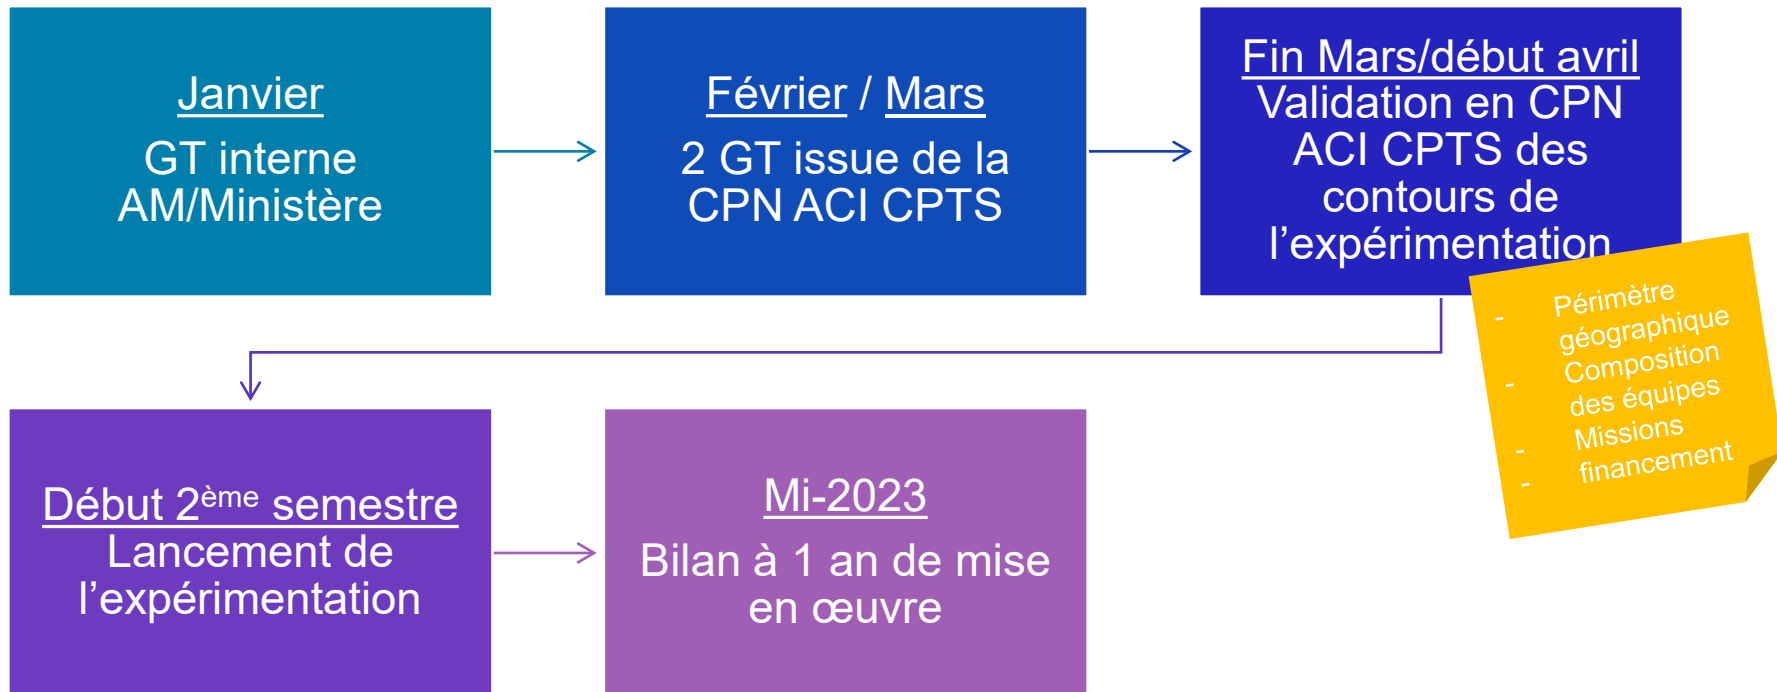 Janvier
GT interne
AM/Ministère
Février / Mars
2 GT issue de la
CPN ACI CPTS
Fin Mars/début avril
Validation en CPN
ACI CPTS des
contours de
l’expérimentation
- Périmètre
géographique
- Composition
des équipes
- Missions
- financement
Début 2ème semestre
Lancement de
l’expérimentation
Mi-2023
Bilan à 1 an de mise
en œuvre